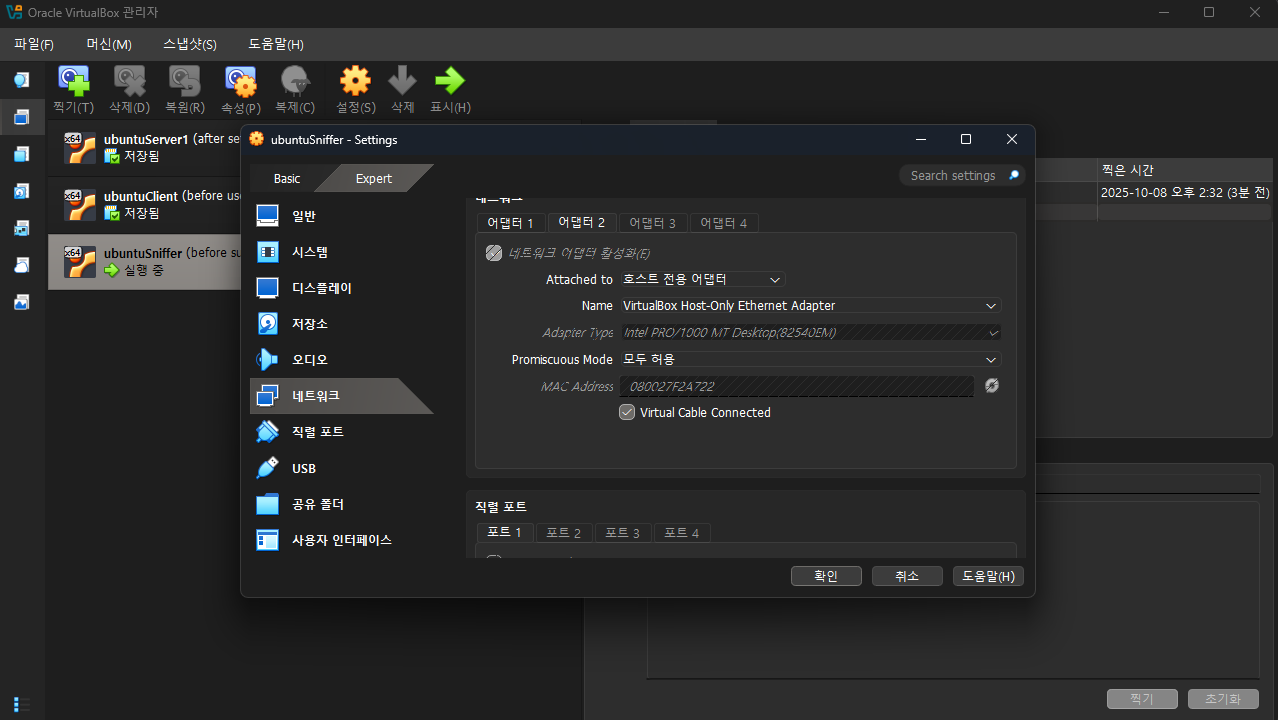 Oracle VirtualBox 관리자
파일(F) 머신(M) 스냅샷(S) 도움말(H)
찍기(T) 삭제(D) 복원(R) 속성(P) 복제(C) 설정(S) 삭제 표시(H)
ubuntuServer1 (after se
저장됨
ubuntuClient (before use
저장됨
ubuntuSniffer (before su
실행 중
찍은 시간
2025-10-08 오후 2:32 (3분 전)
ubuntuSniffer - Settings
Basic Expert
Search settings
일반
시스템
디스플레이
저장소
오디오
네트워크
직렬 포트
USB
공유 폴더
사용자 인터페이스
네트워크
어댑터 1 어댑터 2 어댑터 3 어댑터 4
네트워크 어댑터 활성화(E)
Attached to 호스트 전용 어댑터
Name VirtualBox Host-Only Ethernet Adapter
Adapter Type Intel PRO/1000 MT Desktop(82540EM)
Promiscuous Mode 모두 허용
MAC Address 080027F2A722
Virtual Cable Connected
직렬 포트
포트 1 포트 2 포트 3 포트 4
확인 취소 도움말(H)
찍기 초기화